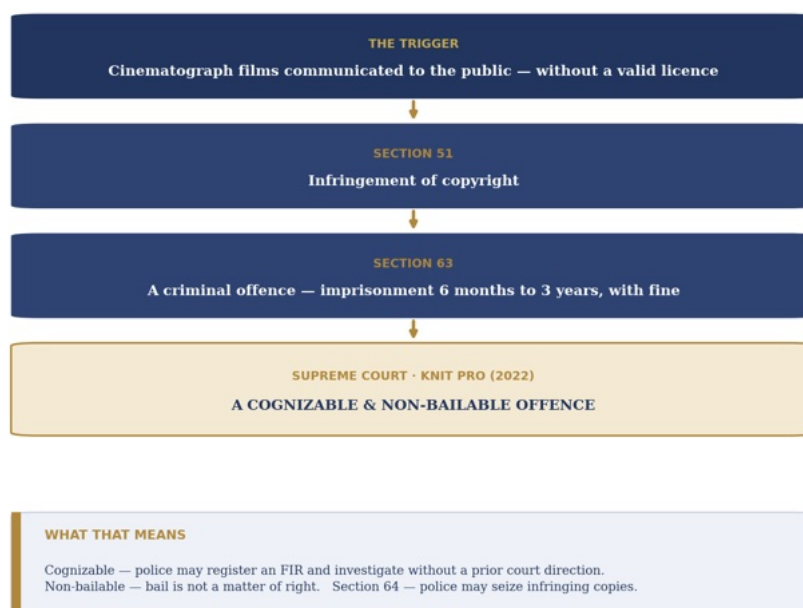 THE TRIGGER
Cinematograph films communicated to the public — without a valid licence
SECTION 51
Infringement of copyright
SECTION 63
A criminal offence — imprisonment 6 months to 3 years, with fine
SUPREME COURT · KNIT PRO (2022)
A COGNIZABLE & NON-BAILABLE OFFENCE
WHAT THAT MEANS
Cognizable — police may register an FIR and investigate without a prior court direction.
Non-bailable — bail is not a matter of right. Section 64 — police may seize infringing copies.